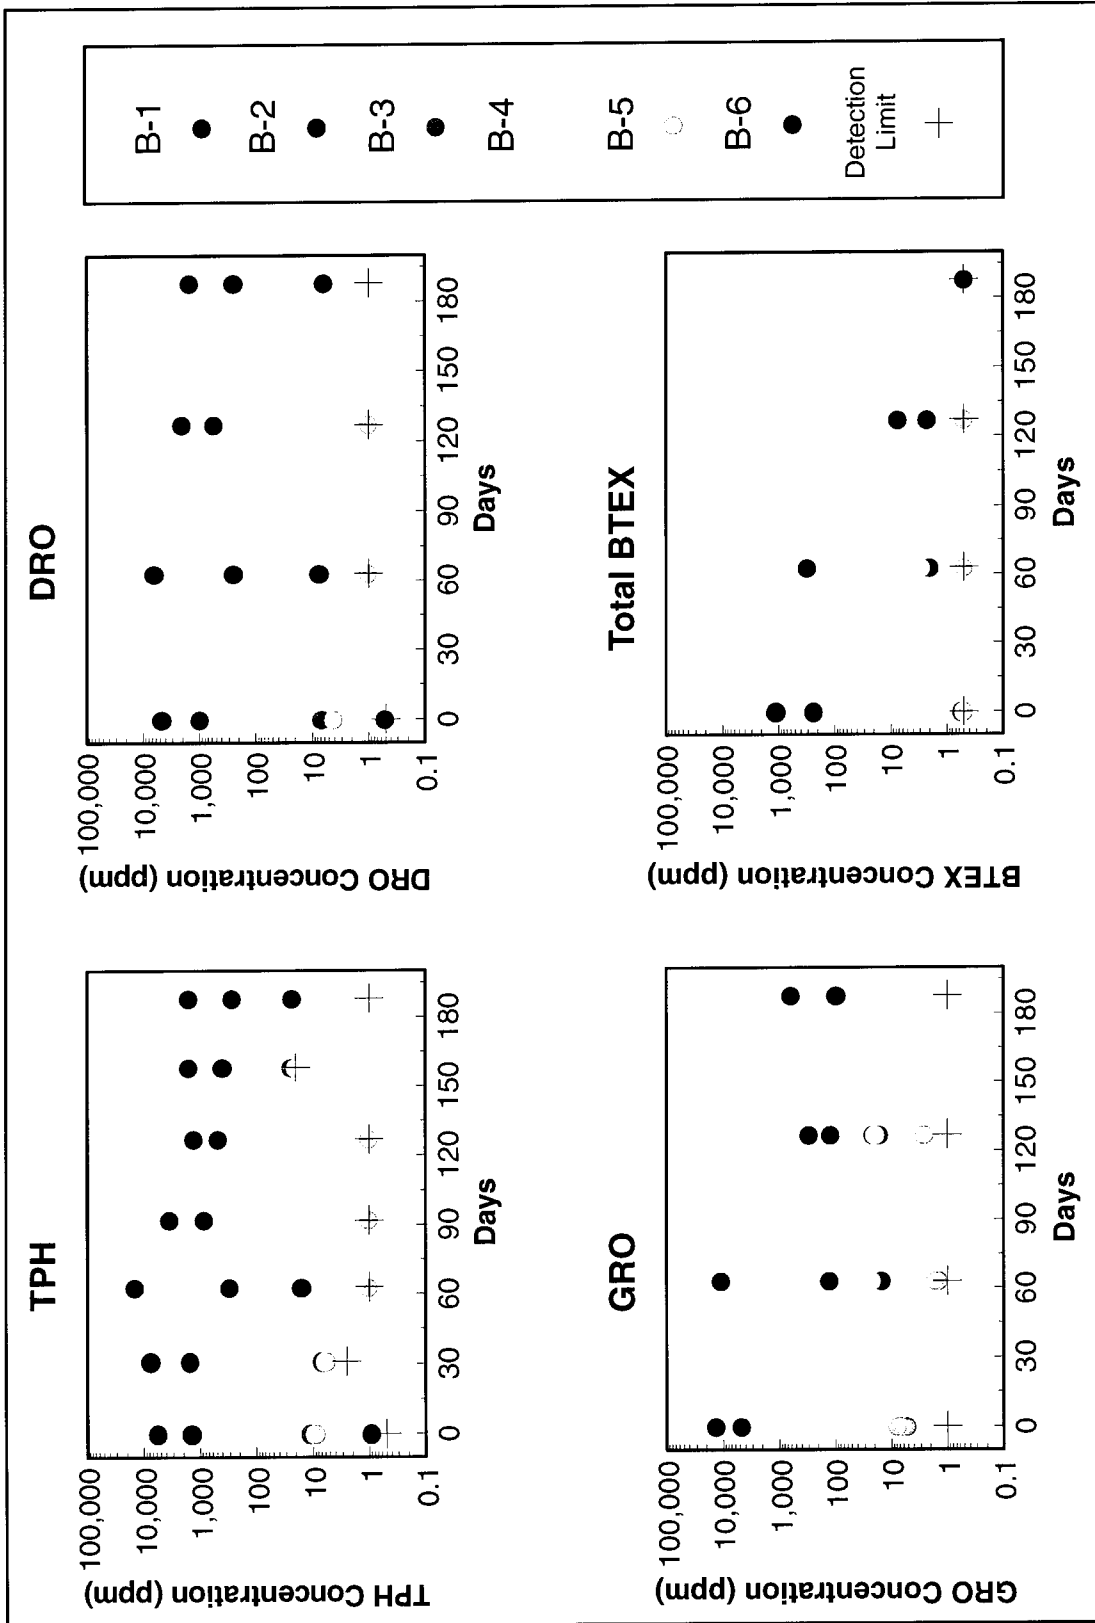 TPH
TPH Concentration (ppm)
100,000
10,000
1,000
100
10
1
0.1
0 30 60 90 120 150 180
Days
DRO
DRO Concentration (ppm)
100,000
10,000
1,000
100
10
1
0.1
0 30 60 90 120 150 180
Days
GRO
GRO Concentration (ppm)
100,000
10,000
1,000
100
10
1
0.1
0 30 60 90 120 150 180
Days
Total BTEX
BTEX Concentration (ppm)
100,000
10,000
1,000
100
10
1
0.1
0 30 60 90 120 150 180
Days
B-1
B-2
B-3
B-4
B-5
B-6
Detection
Limit